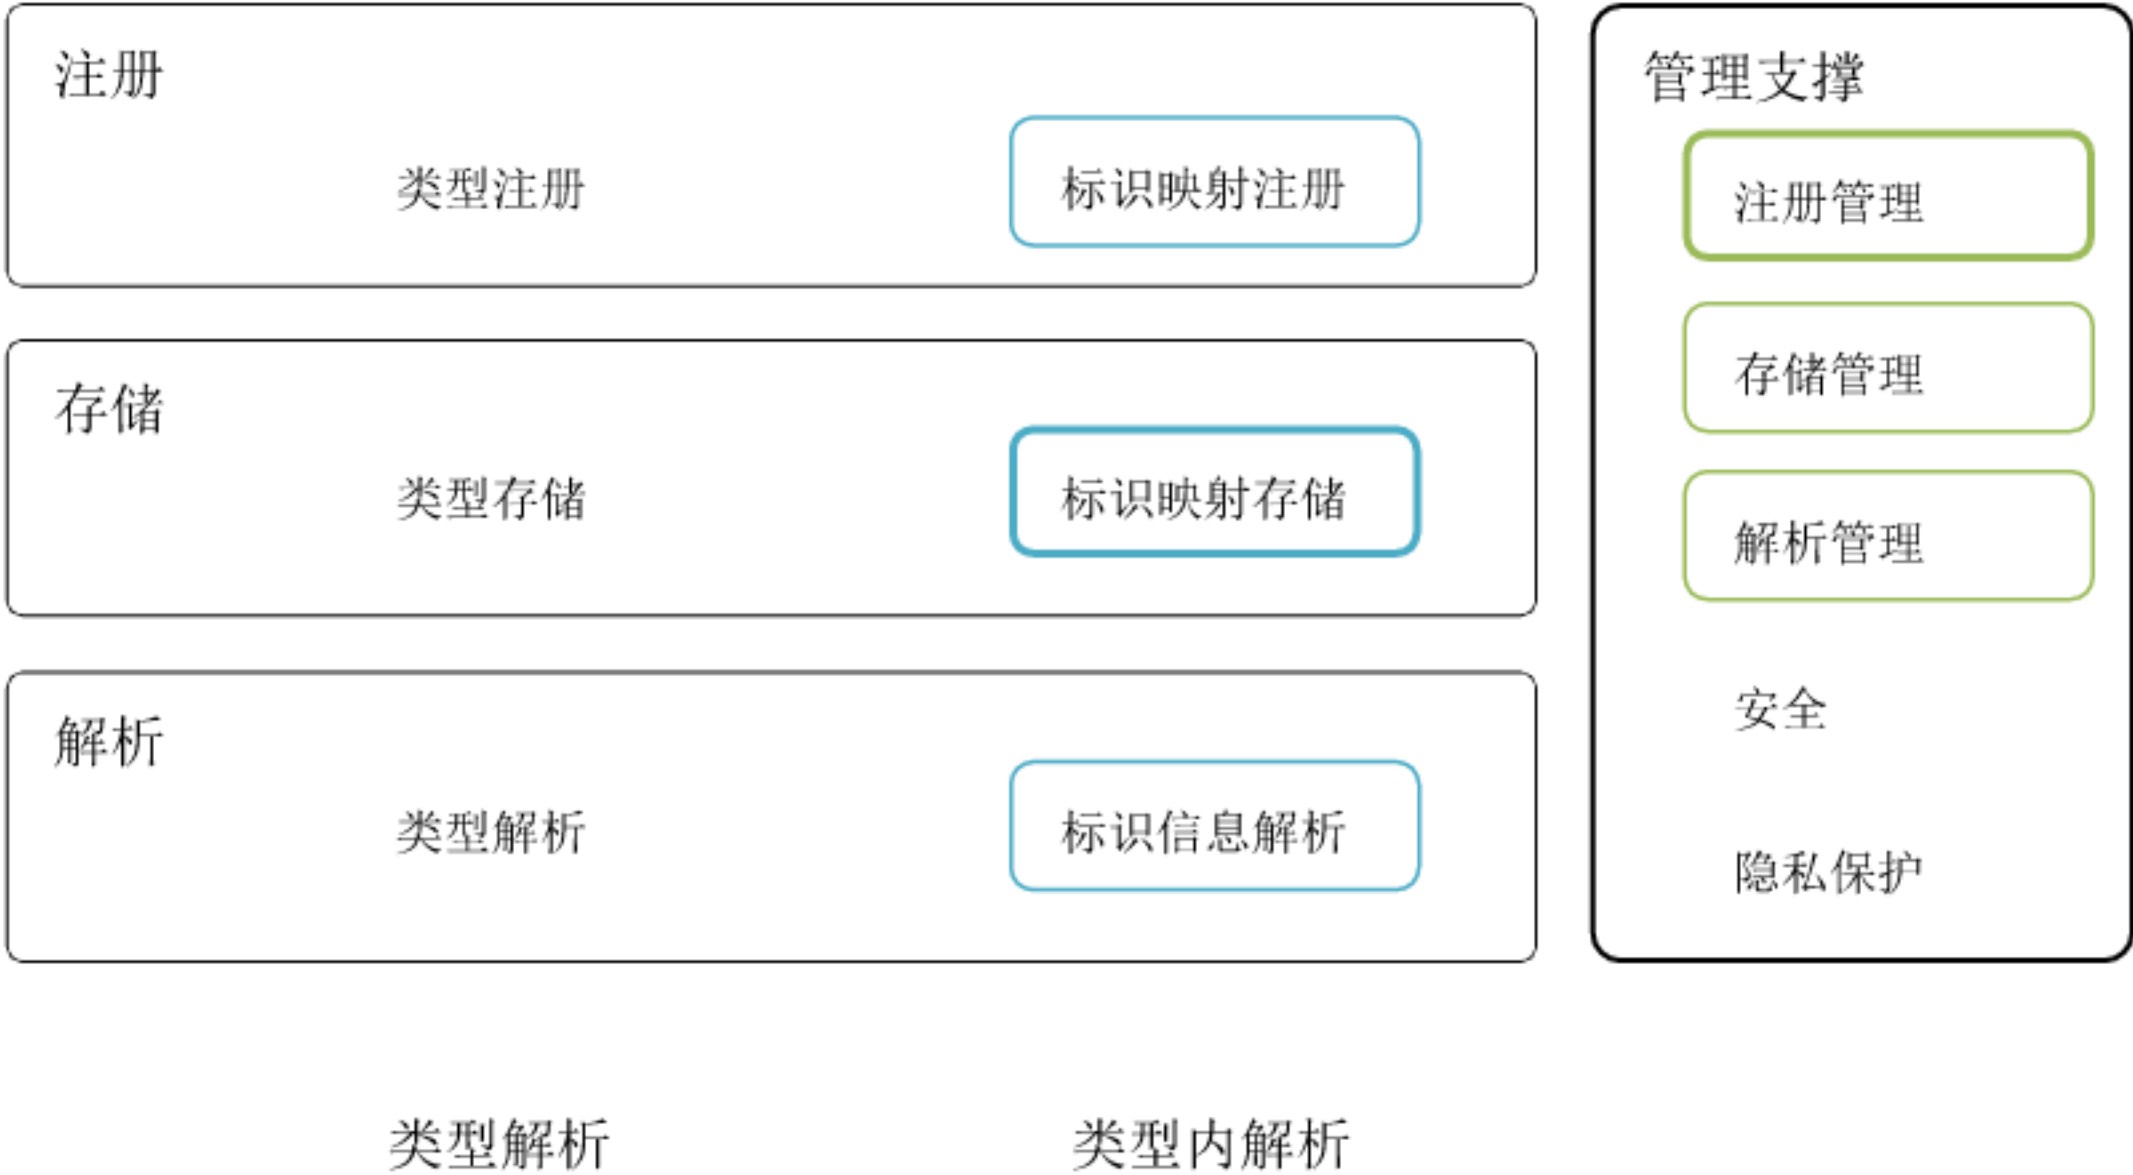 注册
类型注册
标识映射注册
存储
类型存储
标识映射存储
解析
类型解析
标识信息解析
管理支撑
注册管理
存储管理
解析管理
安全
隐私保护
类型解析
类型内解析